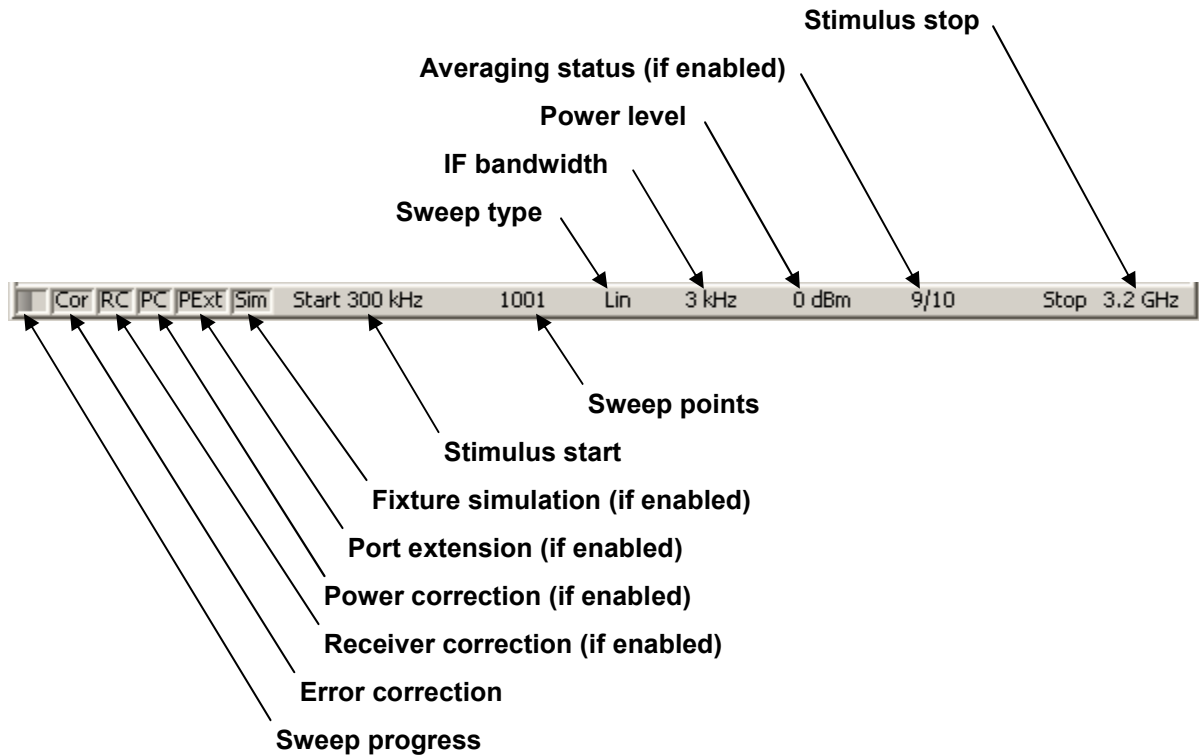 Stimulus stop
Averaging status (if enabled)
Power level
IF bandwidth
Sweep type
Cor RC PC PExt Sim Start 300 kHz 1001 Lin 3 kHz 0 dBm 9/10 Stop 3.2 GHz
Sweep points
Stimulus start
Fixture simulation (if enabled)
Port extension (if enabled)
Power correction (if enabled)
Receiver correction (if enabled)
Error correction
Sweep progress